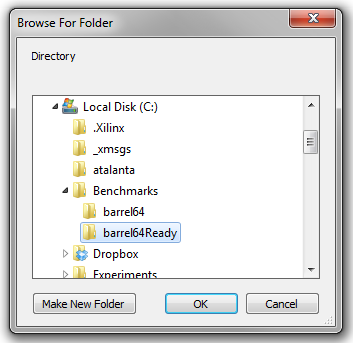 Browse For Folder
Directory
Local Disk (C:)
.Xilinx
_xmsgs
atalanta
Benchmarks
barrel64
barrel64Ready
Dropbox
Experiments
Make New Folder
OK
Cancel